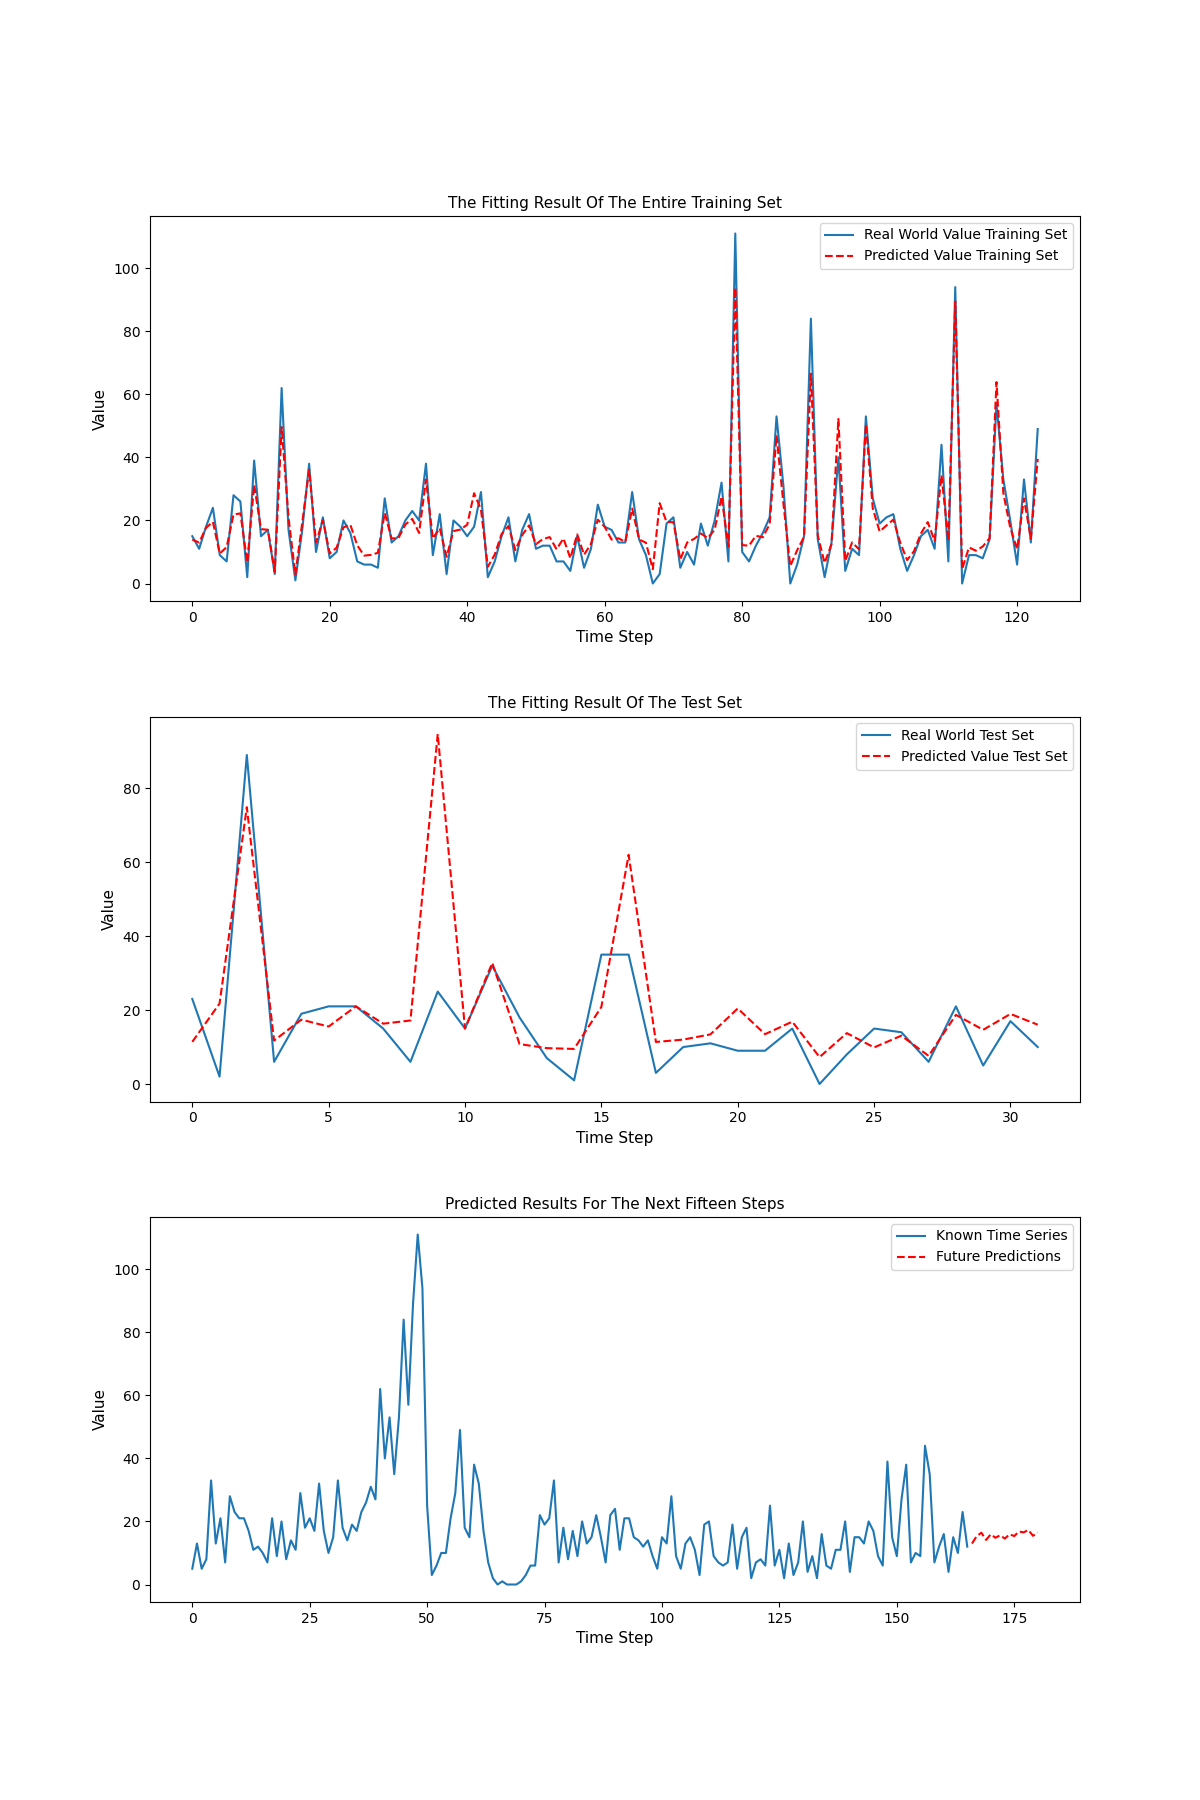 The Fitting Result Of The Entire Training Set
Real World Value Training Set
Predicted Value Training Set
Value
100
80
60
40
20
0
0 20 40 60 80 100 120
Time Step
The Fitting Result Of The Test Set
Real World Test Set
Predicted Value Test Set
Value
80
60
40
20
0
0 5 10 15 20 25 30
Time Step
Predicted Results For The Next Fifteen Steps
Known Time Series
Future Predictions
Value
100
80
60
40
20
0
0 25 50 75 100 125 150 175
Time Step